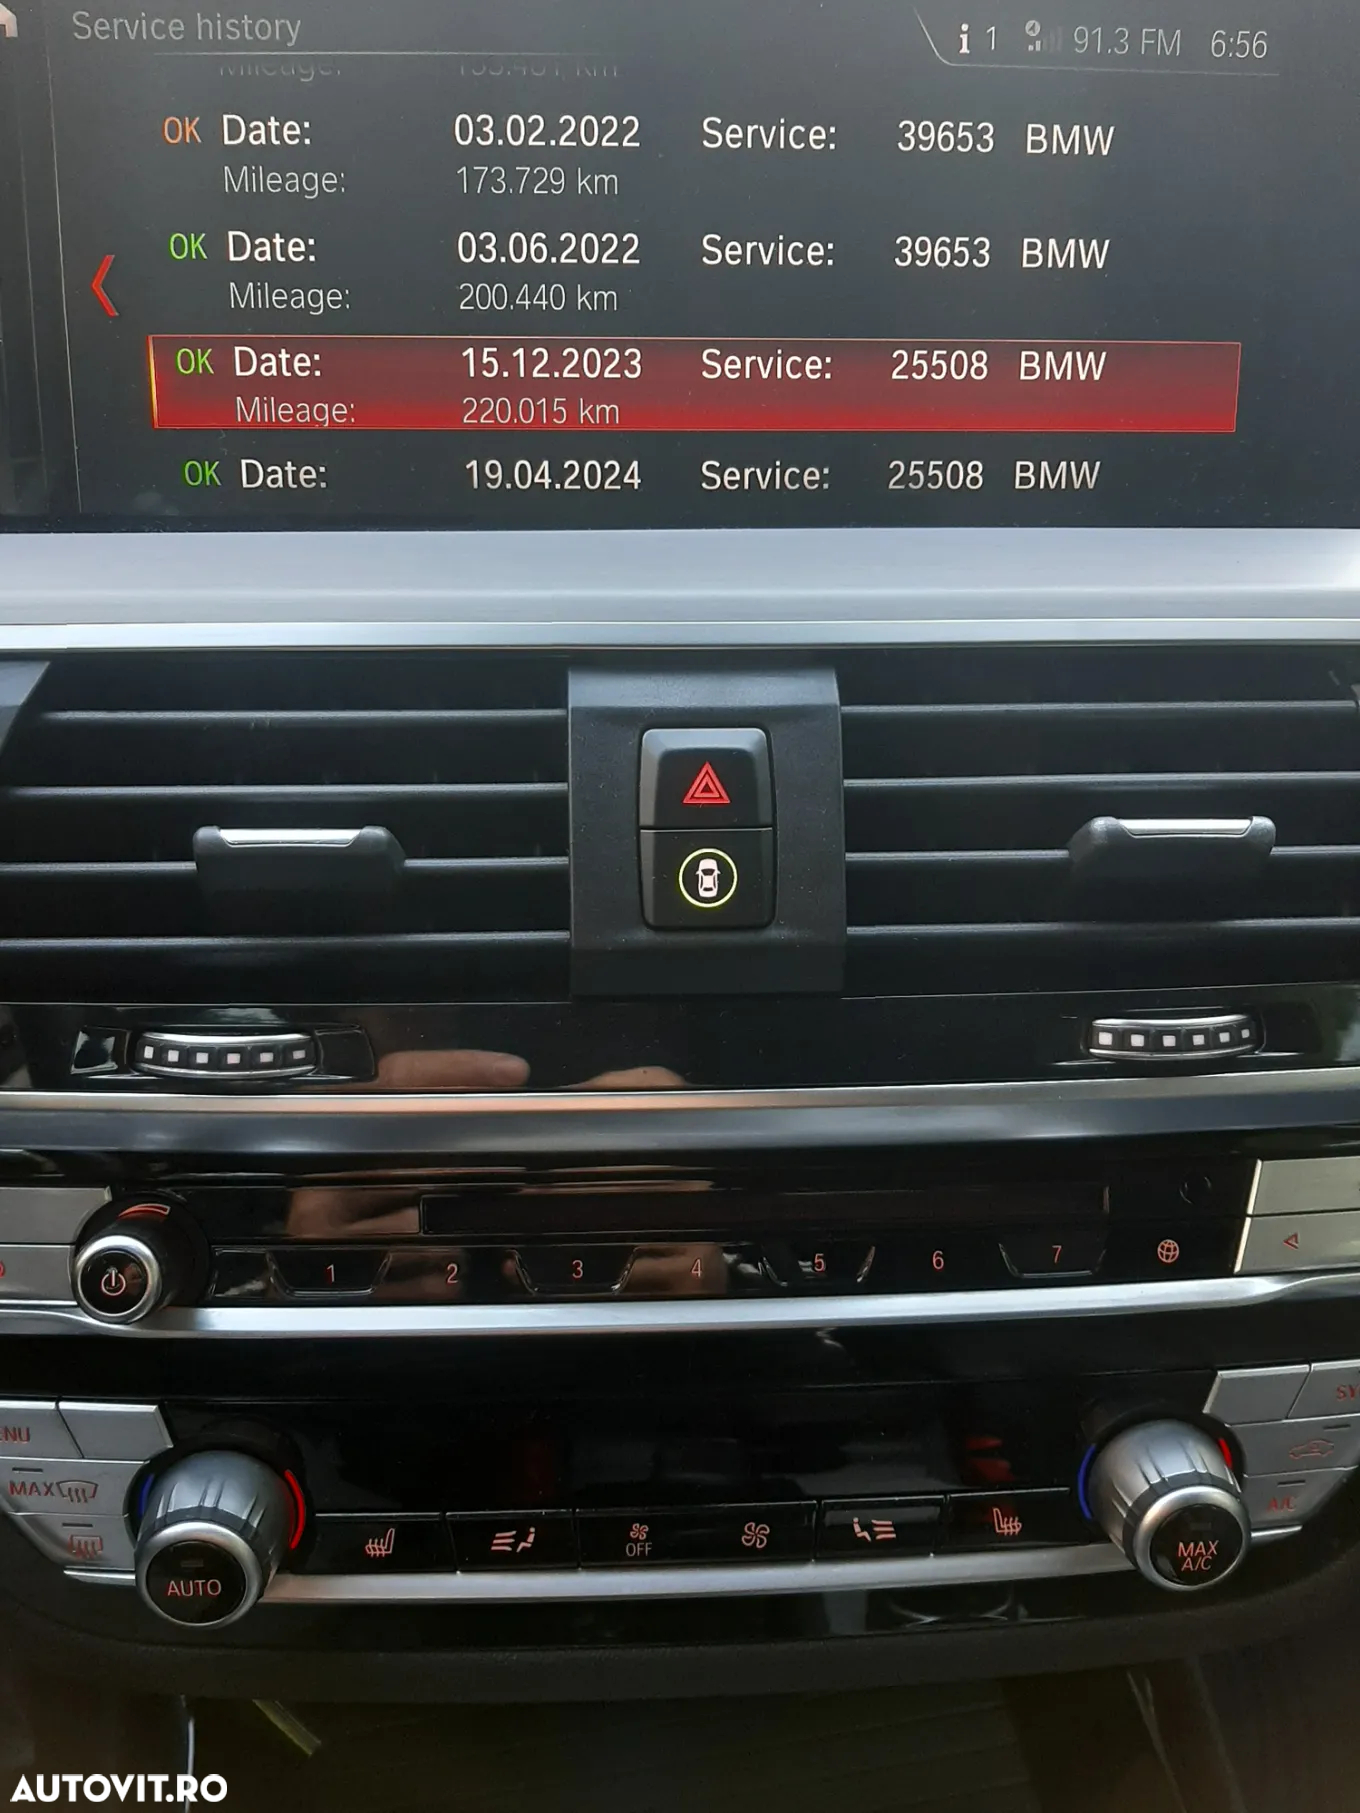 Service history
i 1 91.3 FM 6:56
Mileage: km
OK Date: 03.02.2022 Service: 39653 BMW
Mileage: 173.729 km
OK Date: 03.06.2022 Service: 39653 BMW
Mileage: 200.440 km
OK Date: 15.12.2023 Service: 25508 BMW
Mileage: 220.015 km
OK Date: 19.04.2024 Service: 25508 BMW
1 2 3 4 5 6 7
MAX
OFF
A/C
AUTO
MAX
A/C
AUTOVIT.RO